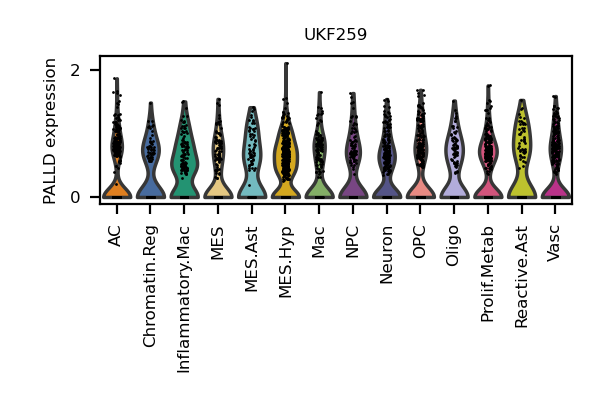 UKF259
PALLD expression
2
0
AC
Chromatin.Reg
Inflammatory.Mac
MES
MES.Ast
MES.Hyp
Mac
NPC
Neuron
OPC
Oligo
Prolif.Metab
Reactive.Ast
Vasc